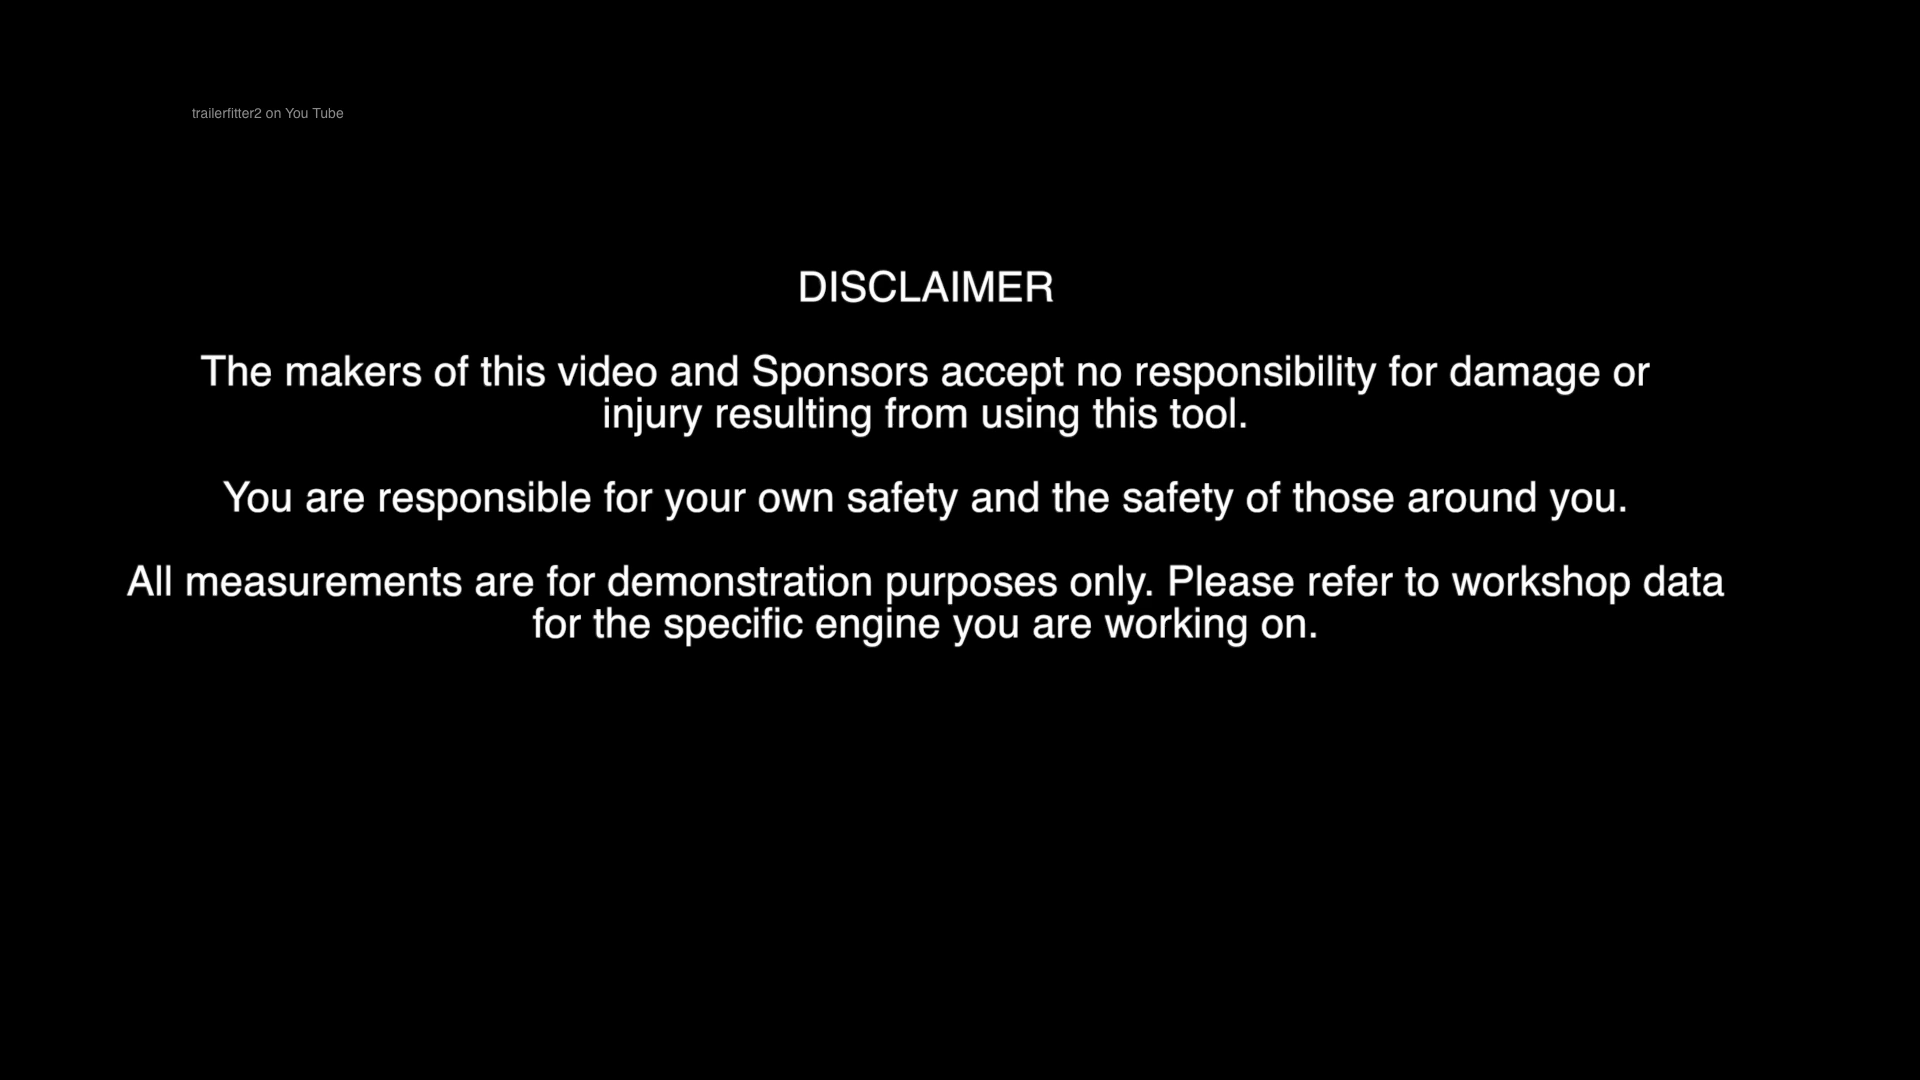 trailerfitter2 on You Tube
DISCLAIMER
The makers of this video and Sponsors accept no responsibility for damage or
injury resulting from using this tool.
You are responsible for your own safety and the safety of those around you.
All measurements are for demonstration purposes only. Please refer to workshop data
for the specific engine you are working on.